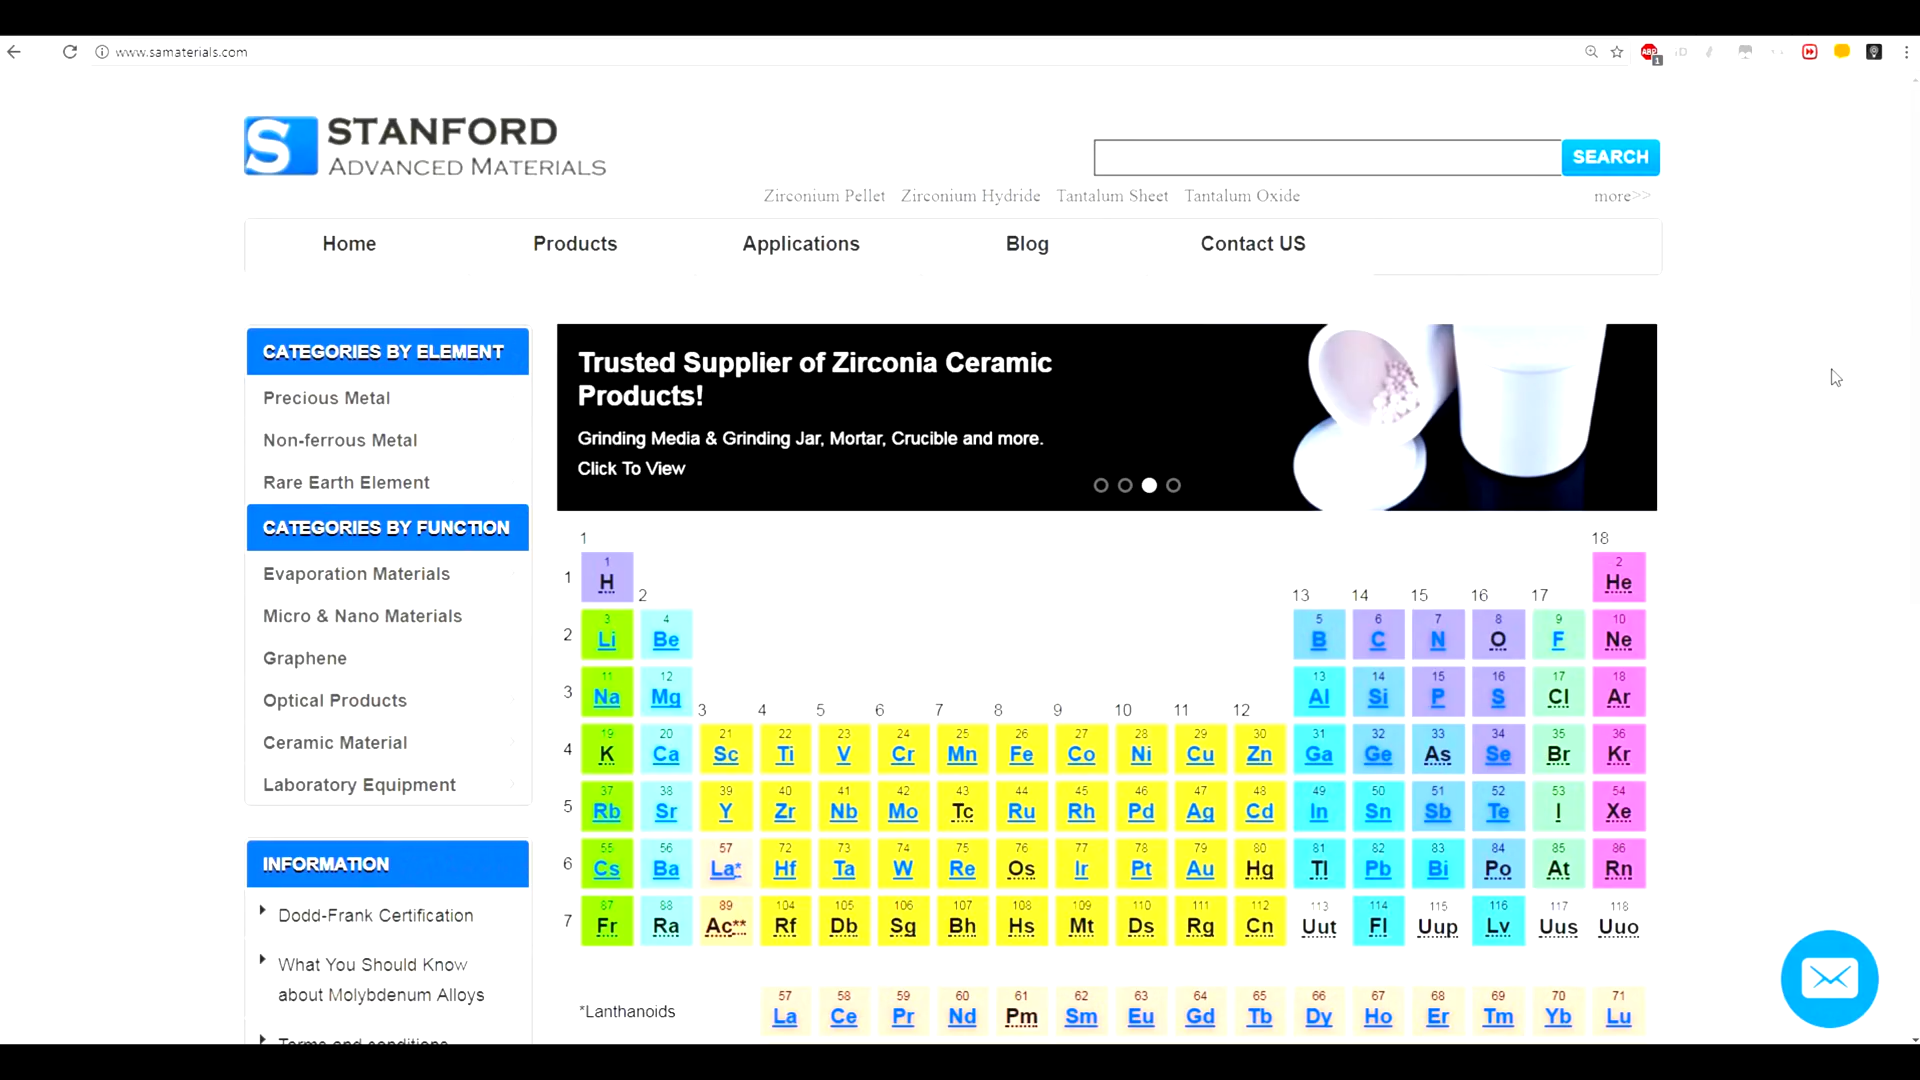 www.samaterials.com
ABP
1
S STANFORD
ADVANCED MATERIALS
SEARCH
Zirconium Pellet Zirconium Hydride Tantalum Sheet Tantalum Oxide more>>
Home Products Applications Blog Contact US
CATEGORIES BY ELEMENT
Precious Metal
Non-ferrous Metal
Rare Earth Element
CATEGORIES BY FUNCTION
Evaporation Materials
Micro & Nano Materials
Graphene
Optical Products
Ceramic Material
Laboratory Equipment
INFORMATION
Dodd-Frank Certification
What You Should Know
about Molybdenum Alloys
Terms and conditions
Trusted Supplier of Zirconia Ceramic
Products!
Grinding Media & Grinding Jar, Mortar, Crucible and more.
Click To View
1 18
1 2
1 H He
2 13 14 15 16 17
3 4 5 6 7 8 9 10
2 Li Be B C N O F Ne
11 12 13 14 15 16 17 18
3 Na Mg Al Si P S Cl Ar
3 4 5 6 7 8 9 10 11 12
19 20 21 22 23 24 25 26 27 28 29 30 31 32 33 34 35 36
4 K Ca Sc Ti V Cr Mn Fe Co Ni Cu Zn Ga Ge As Se Br Kr
37 38 39 40 41 42 43 44 45 46 47 48 49 50 51 52 53 54
5 Rb Sr Y Zr Nb Mo Tc Ru Rh Pd Ag Cd In Sn Sb Te I Xe
55 56 57 72 73 74 75 76 77 78 79 80 81 82 83 84 85 86
6 Cs Ba La* Hf Ta W Re Os Ir Pt Au Hg Tl Pb Bi Po At Rn
87 88 89 104 105 106 107 108 109 110 111 112 113 114 115 116 117 118
7 Fr Ra Ac** Rf Db Sg Bh Hs Mt Ds Rg Cn Uut Fl Uup Lv Uus Uuo
57 58 59 60 61 62 63 64 65 66 67 68 69 70 71
*Lanthanoids La Ce Pr Nd Pm Sm Eu Gd Tb Dy Ho Er Tm Yb Lu